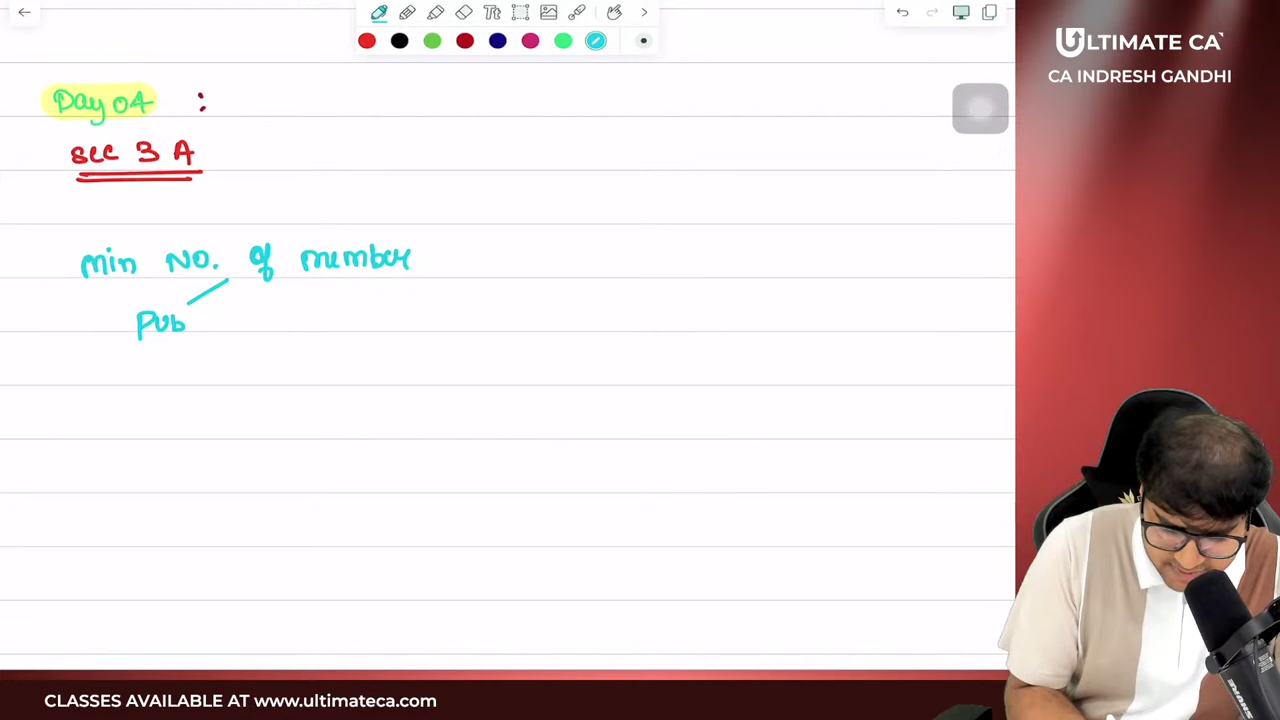 Tt
ULTIMATE CA
CA INDRESH GANDHI
Day 04 :
sec 3 A
Min NO. of member
Pub
CLASSES AVAILABLE AT www.ultimateca.com